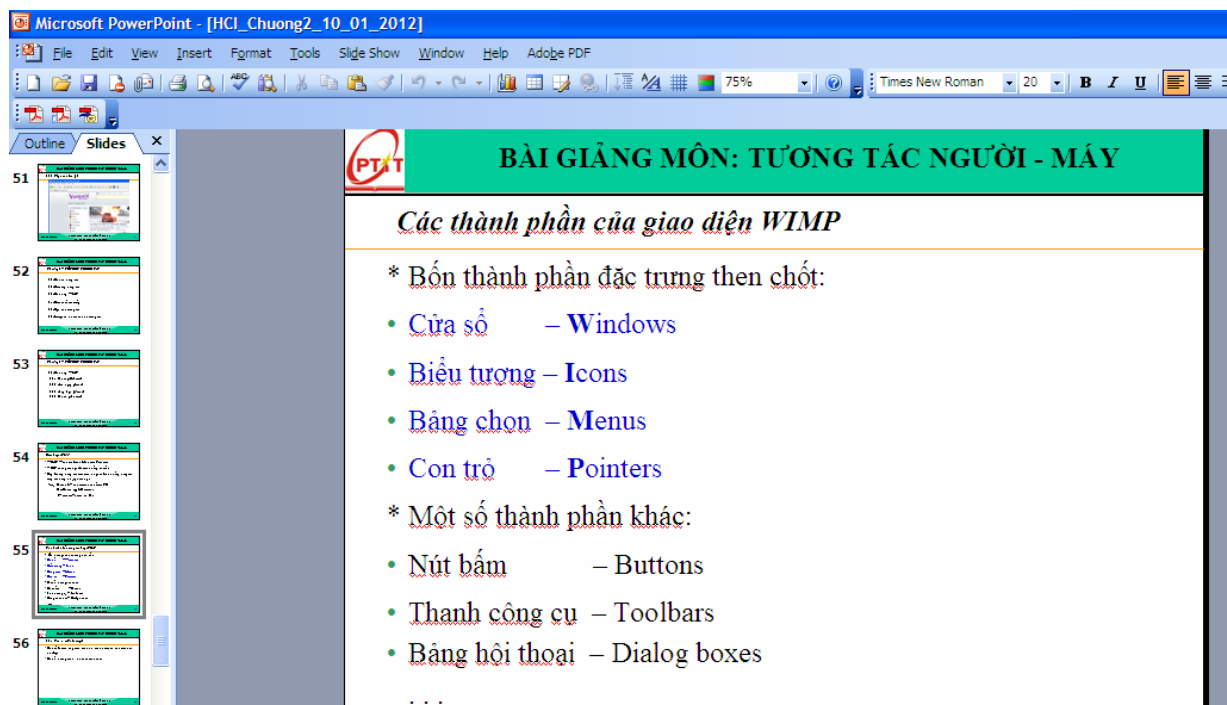 Microsoft PowerPoint - [HCI_Chuong2_10_01_2012]
File Edit View Insert Format Tools Slide Show Window Help Adobe PDF
75% Times New Roman 20 B I U
Outline Slides
51
52
53
54
55
56
PTIT
BÀI GIẢNG MÔN: TƯƠNG TÁC NGƯỜI - MÁY
Các thành phần của giao diện WIMP
* Bốn thành phần đặc trưng then chốt:
• Cửa sổ – Windows
• Biểu tượng – Icons
• Bảng chọn – Menus
• Con trỏ – Pointers
* Một số thành phần khác:
• Nút bấm – Buttons
• Thanh công cụ – Toolbars
• Bảng hội thoại – Dialog boxes
. . .